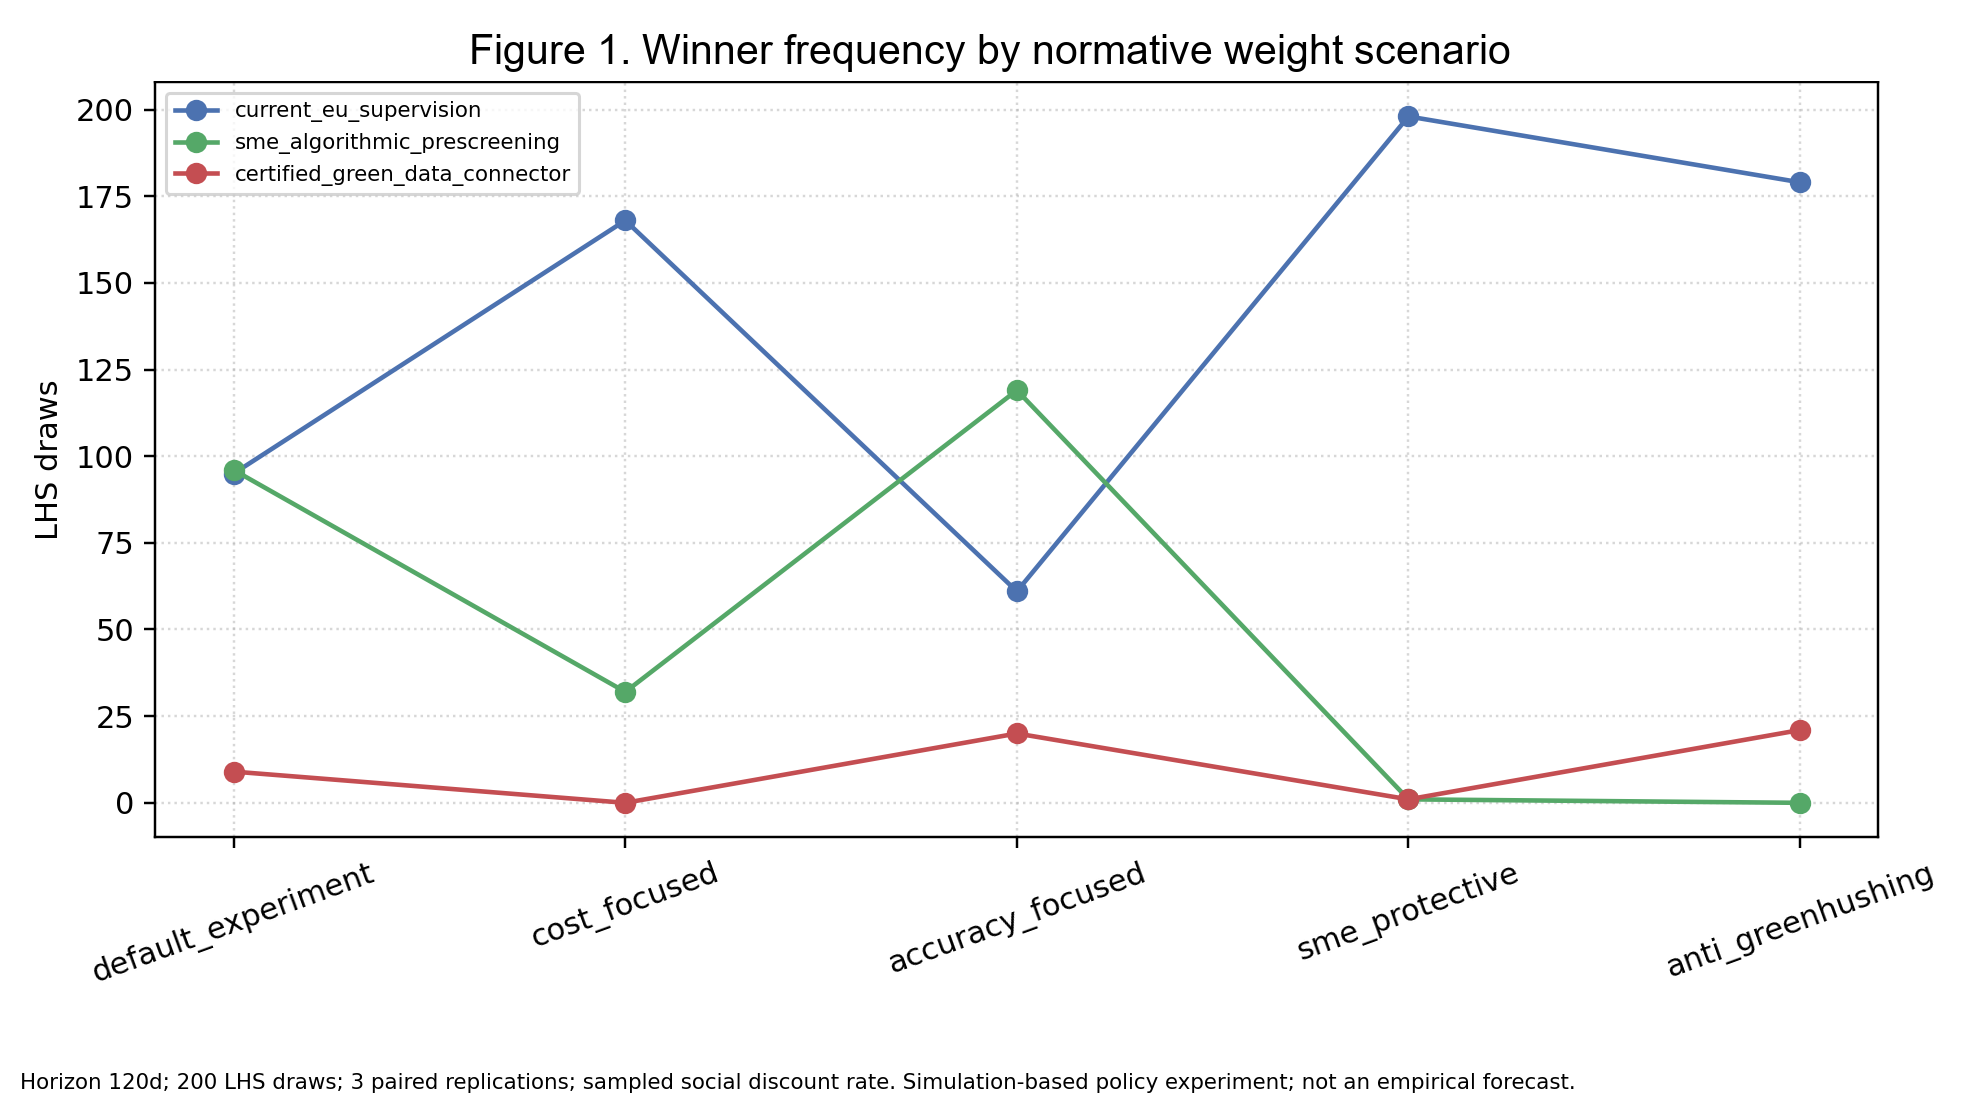 Figure 1. Winner frequency by normative weight scenario
current_eu_supervision
sme_algorithmic_prescreening
certified_green_data_connector
200
175
150
125
100
75
50
25
0
LHS draws
default_experiment
cost_focused
accuracy_focused
sme_protective
anti_greenhushing
Horizon 120d; 200 LHS draws; 3 paired replications; sampled social discount rate. Simulation-based policy experiment; not an empirical forecast.